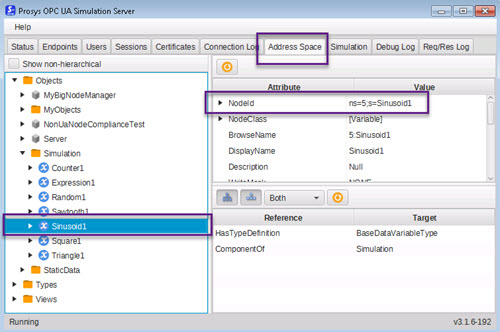 Prosys OPC UA Simulation Server
Help
Status Endpoints Users Sessions Certificates Connection Log Address Space Simulation Debug Log Req/Res Log
Show non-hierarchical
Objects
MyBigNodeManager
MyObjects
NonUaNodeComplianceTest
Server
Simulation
Counter1
Expression1
Random1
Sawtooth1
Sinusoid1
Square1
Triangle1
StaticData
Types
Views
Attribute Value
NodeId ns=5;s=Sinusoid1
NodeClass [Variable]
BrowseName 5:Sinusoid1
DisplayName Sinusoid1
Description Null
WriteMask NONE
Both
Reference Target
HasTypeDefinition BaseDataVariableType
ComponentOf Simulation
Running v3.1.6-192